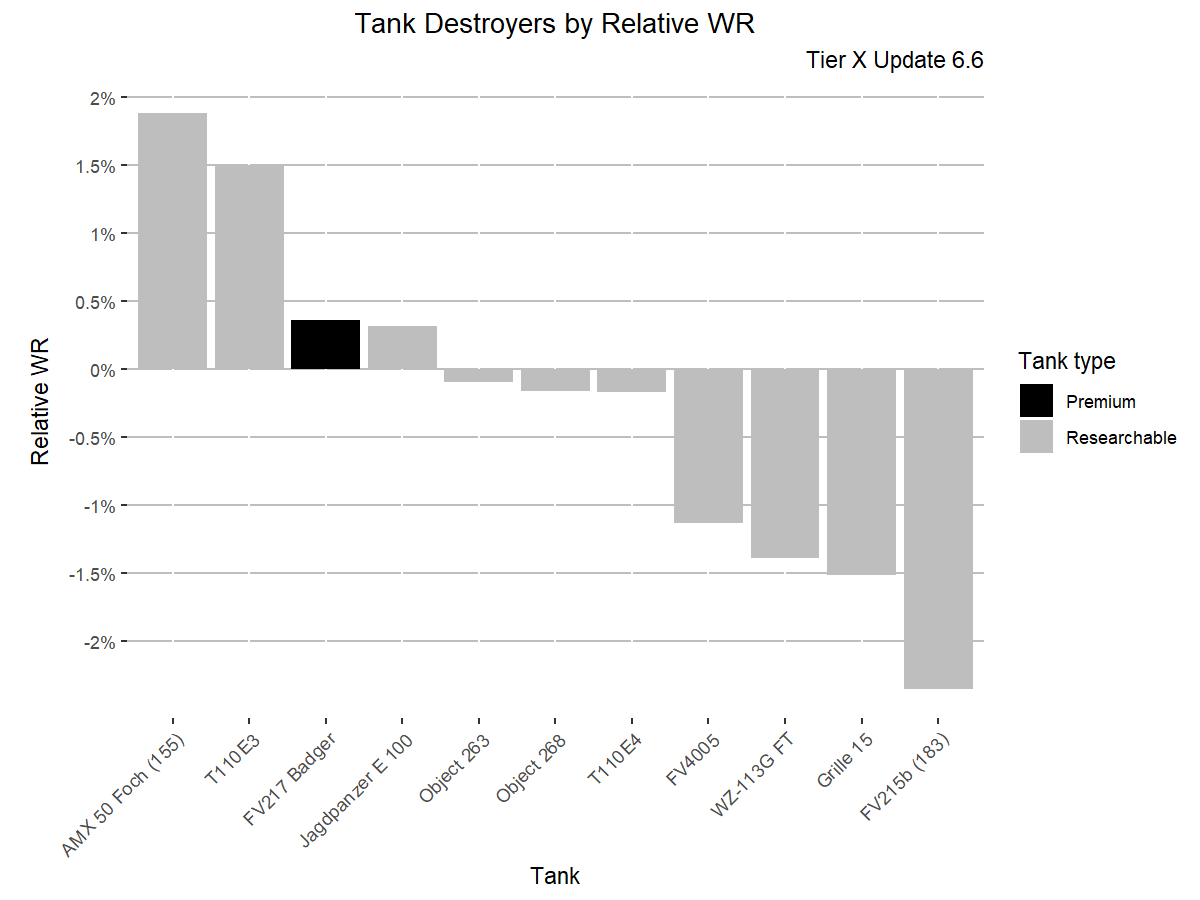 Tank Destroyers by Relative WR
Tier X Update 6.6
2%
1.5%
1%
0.5%
0%
-0.5%
-1%
-1.5%
-2%
Relative WR
AMX 50 Foch (155)
T110E3
FV217 Badger
Jagdpanzer E 100
Object 263
Object 268
T110E4
FV4005
WZ-113G FT
Grille 15
FV215b (183)
Tank
Tank type
Premium
Researchable